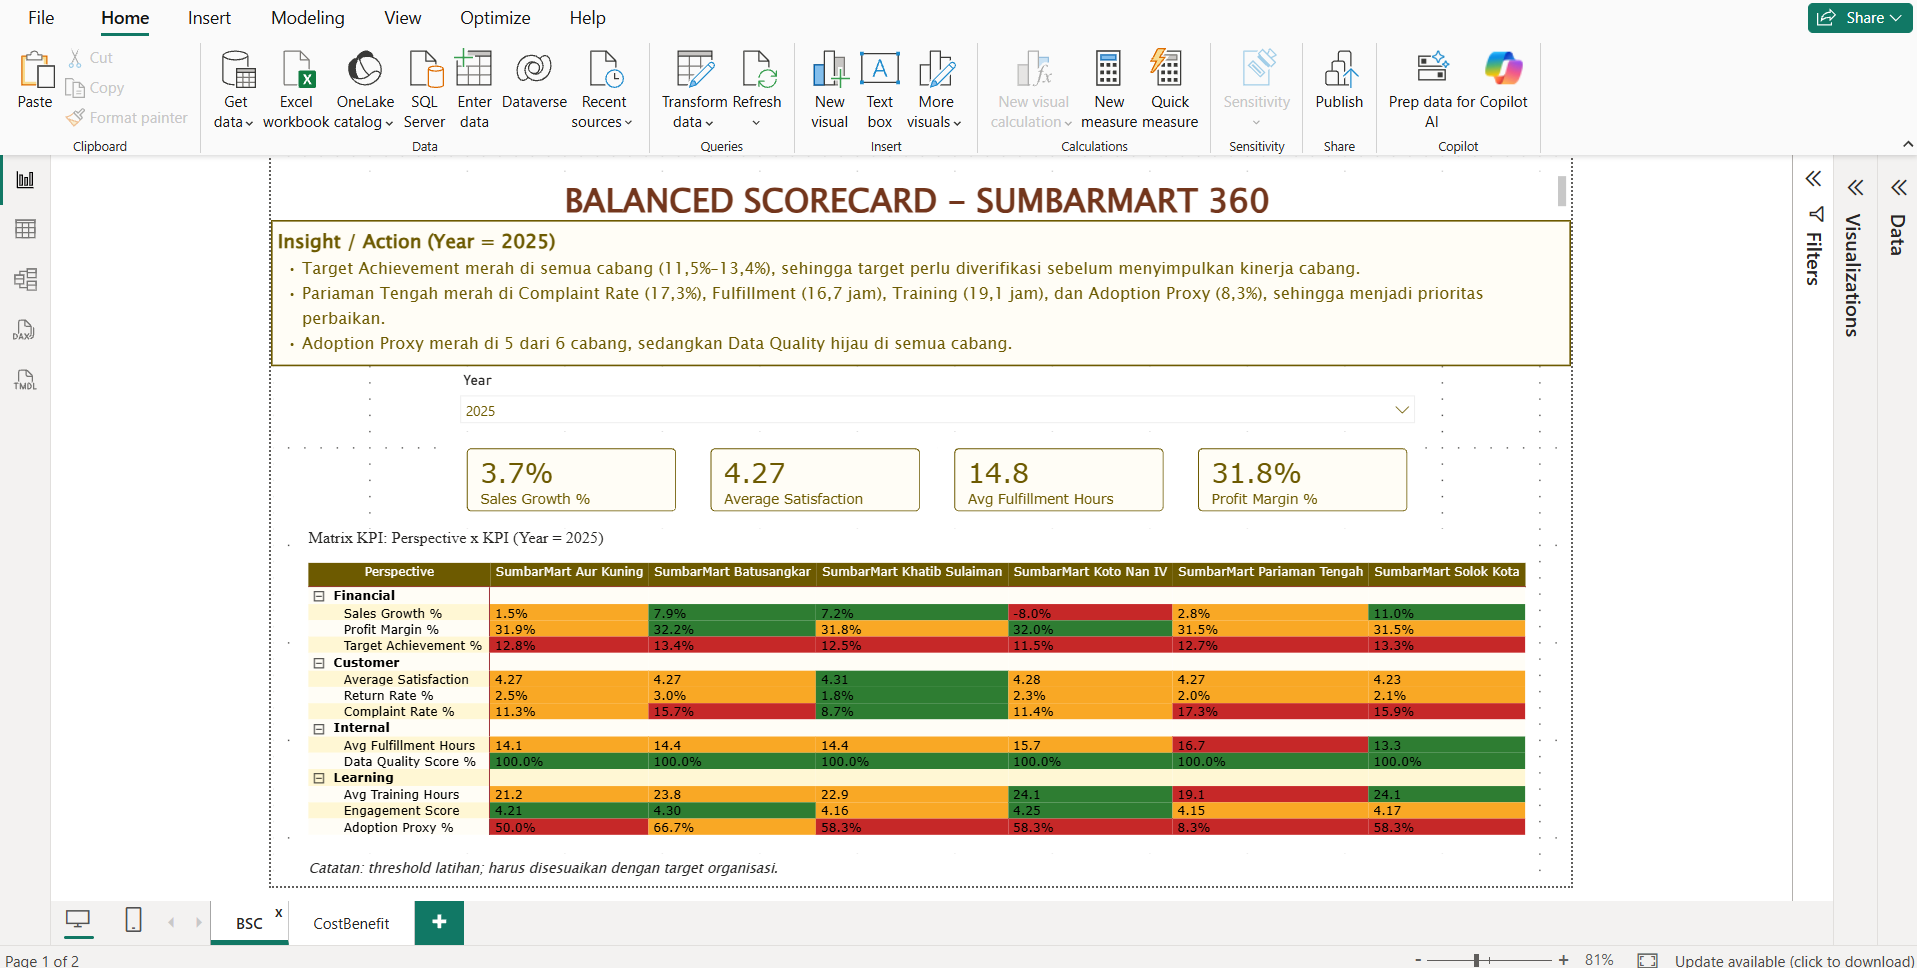 File Home Insert Modeling View Optimize Help Share
Paste Cut Copy Format painter
Clipboard
Get data Excel workbook OneLake catalog SQL Server Enter data Dataverse Recent sources
Data
Transform data Refresh
Queries
New visual Text box More visuals
Insert
New visual calculation New measure Quick measure
Calculations
Sensitivity
Sensitivity
Publish
Share
Prep data for AI Copilot
Copilot
DAX
TMDL
BALANCED SCORECARD – SUMBARMART 360
Insight / Action (Year = 2025)
• Target Achievement merah di semua cabang (11,5%–13,4%), sehingga target perlu diverifikasi sebelum menyimpulkan kinerja cabang.
• Pariaman Tengah merah di Complaint Rate (17,3%), Fulfillment (16,7 jam), Training (19,1 jam), dan Adoption Proxy (8,3%), sehingga menjadi prioritas
perbaikan.
• Adoption Proxy merah di 5 dari 6 cabang, sedangkan Data Quality hijau di semua cabang.
Year
2025
3.7%
Sales Growth %
4.27
Average Satisfaction
14.8
Avg Fulfillment Hours
31.8%
Profit Margin %
Matrix KPI: Perspective x KPI (Year = 2025)
Perspective SumbarMart Aur Kuning SumbarMart Batusangkar SumbarMart Khatib Sulaiman SumbarMart Koto Nan IV SumbarMart Pariaman Tengah SumbarMart Solok Kota
Financial
Sales Growth % 1.5% 7.9% 7.2% -8.0% 2.8% 11.0%
Profit Margin % 31.9% 32.2% 31.8% 32.0% 31.5% 31.5%
Target Achievement % 12.8% 13.4% 12.5% 11.5% 12.7% 13.3%
Customer
Average Satisfaction 4.27 4.27 4.31 4.28 4.27 4.23
Return Rate % 2.5% 3.0% 1.8% 2.3% 2.0% 2.1%
Complaint Rate % 11.3% 15.7% 8.7% 11.4% 17.3% 15.9%
Internal
Avg Fulfillment Hours 14.1 14.4 14.4 15.7 16.7 13.3
Data Quality Score % 100.0% 100.0% 100.0% 100.0% 100.0% 100.0%
Learning
Avg Training Hours 21.2 23.8 22.9 24.1 19.1 24.1
Engagement Score 4.21 4.30 4.16 4.25 4.15 4.17
Adoption Proxy % 50.0% 66.7% 58.3% 58.3% 8.3% 58.3%
Catatan: threshold latihan; harus disesuaikan dengan target organisasi.
Filters
Visualizations
Data
BSC x CostBenefit +
Page 1 of 2
- + 81% Update available (click to download)